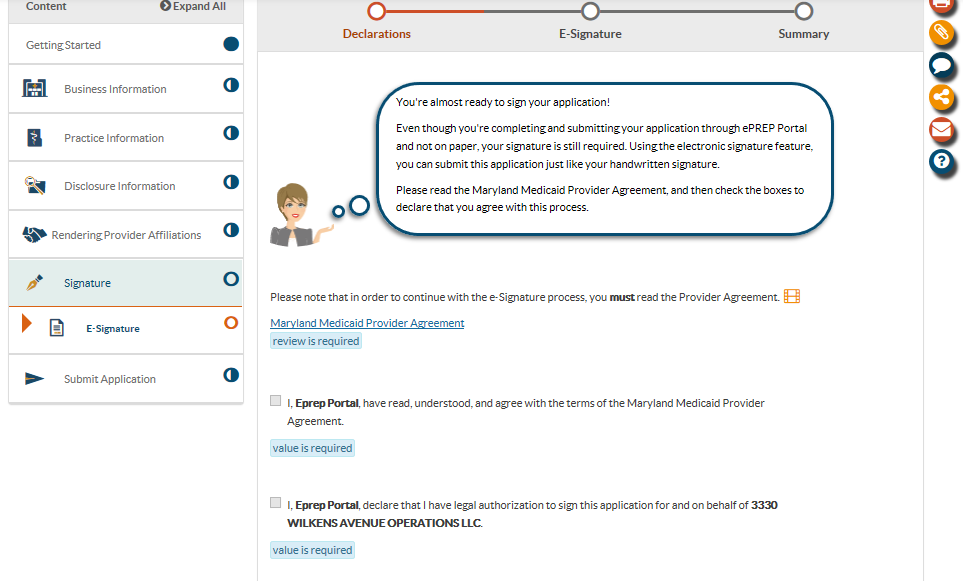 Content
Expand All
Getting Started
Business Information
Practice Information
Disclosure Information
Rendering Provider Affiliations
Signature
E-Signature
Submit Application
Declarations
E-Signature
Summary
You're almost ready to sign your application!
Even though you're completing and submitting your application through ePREP Portal
and not on paper, your signature is still required. Using the electronic signature feature,
you can submit this application just like your handwritten signature.
Please read the Maryland Medicaid Provider Agreement, and then check the boxes to
declare that you agree with this process.
Please note that in order to continue with the e-Signature process, you must read the Provider Agreement.
Maryland Medicaid Provider Agreement
review is required
I, Eprep Portal, have read, understood, and agree with the terms of the Maryland Medicaid Provider
Agreement.
value is required
I, Eprep Portal, declare that I have legal authorization to sign this application for and on behalf of 3330
WILKENS AVENUE OPERATIONS LLC.
value is required
?